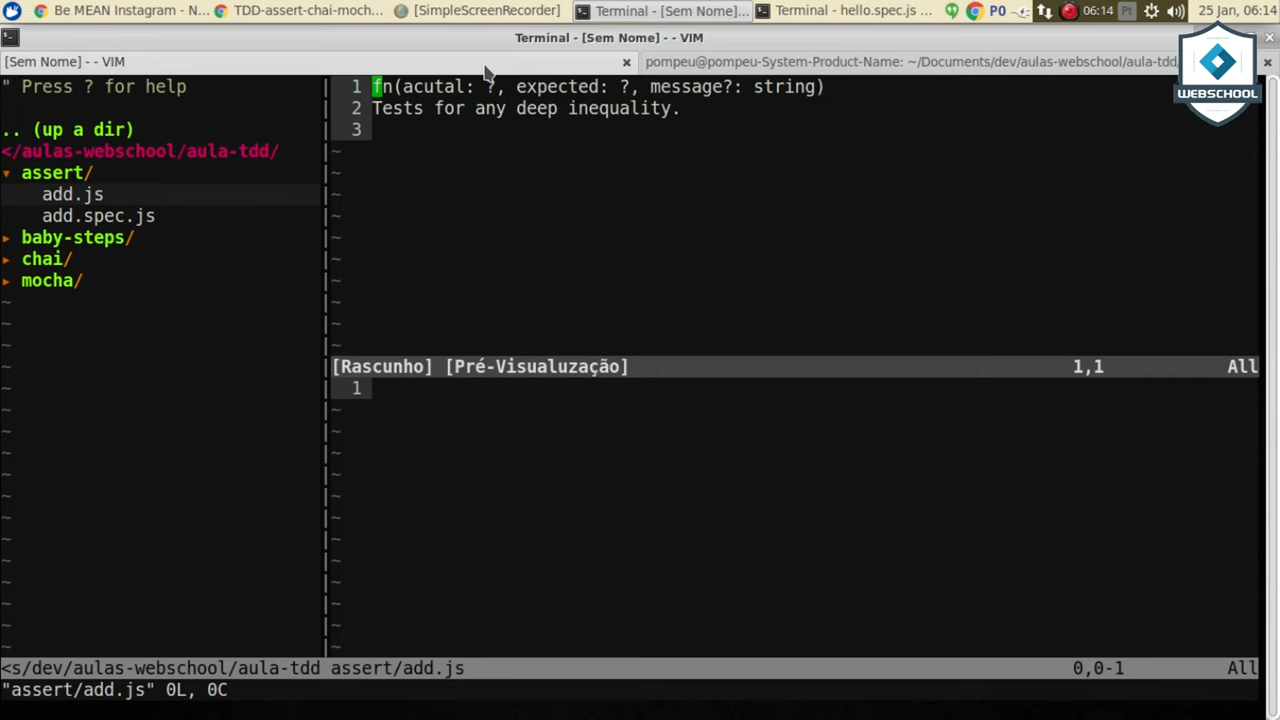 Be MEAN Instagram - N...
TDD-assert-chai-moch...
[SimpleScreenRecorder]
Terminal - [Sem Nome]...
Terminal - hello.spec.js ...
06:14
Pt
25 Jan, 06:14
Terminal - [Sem Nome] - - VIM
[Sem Nome] - - VIM
pompeu@pompeu-System-Product-Name: ~/Documents/dev/aulas-webschool/aula-tdd/
WEBSCHOOL
" Press ? for help
.. (up a dir)
</aulas-webschool/aula-tdd/
▾ assert/
add.js
add.spec.js
▸ baby-steps/
▸ chai/
▸ mocha/
1 fn(acutal: ?, expected: ?, message?: string)
2 Tests for any deep inequality.
3
[Rascunho] [Pré-Visualuzação] 1,1 All
1
<s/dev/aulas-webschool/aula-tdd assert/add.js 0,0-1 All
"assert/add.js" 0L, 0C